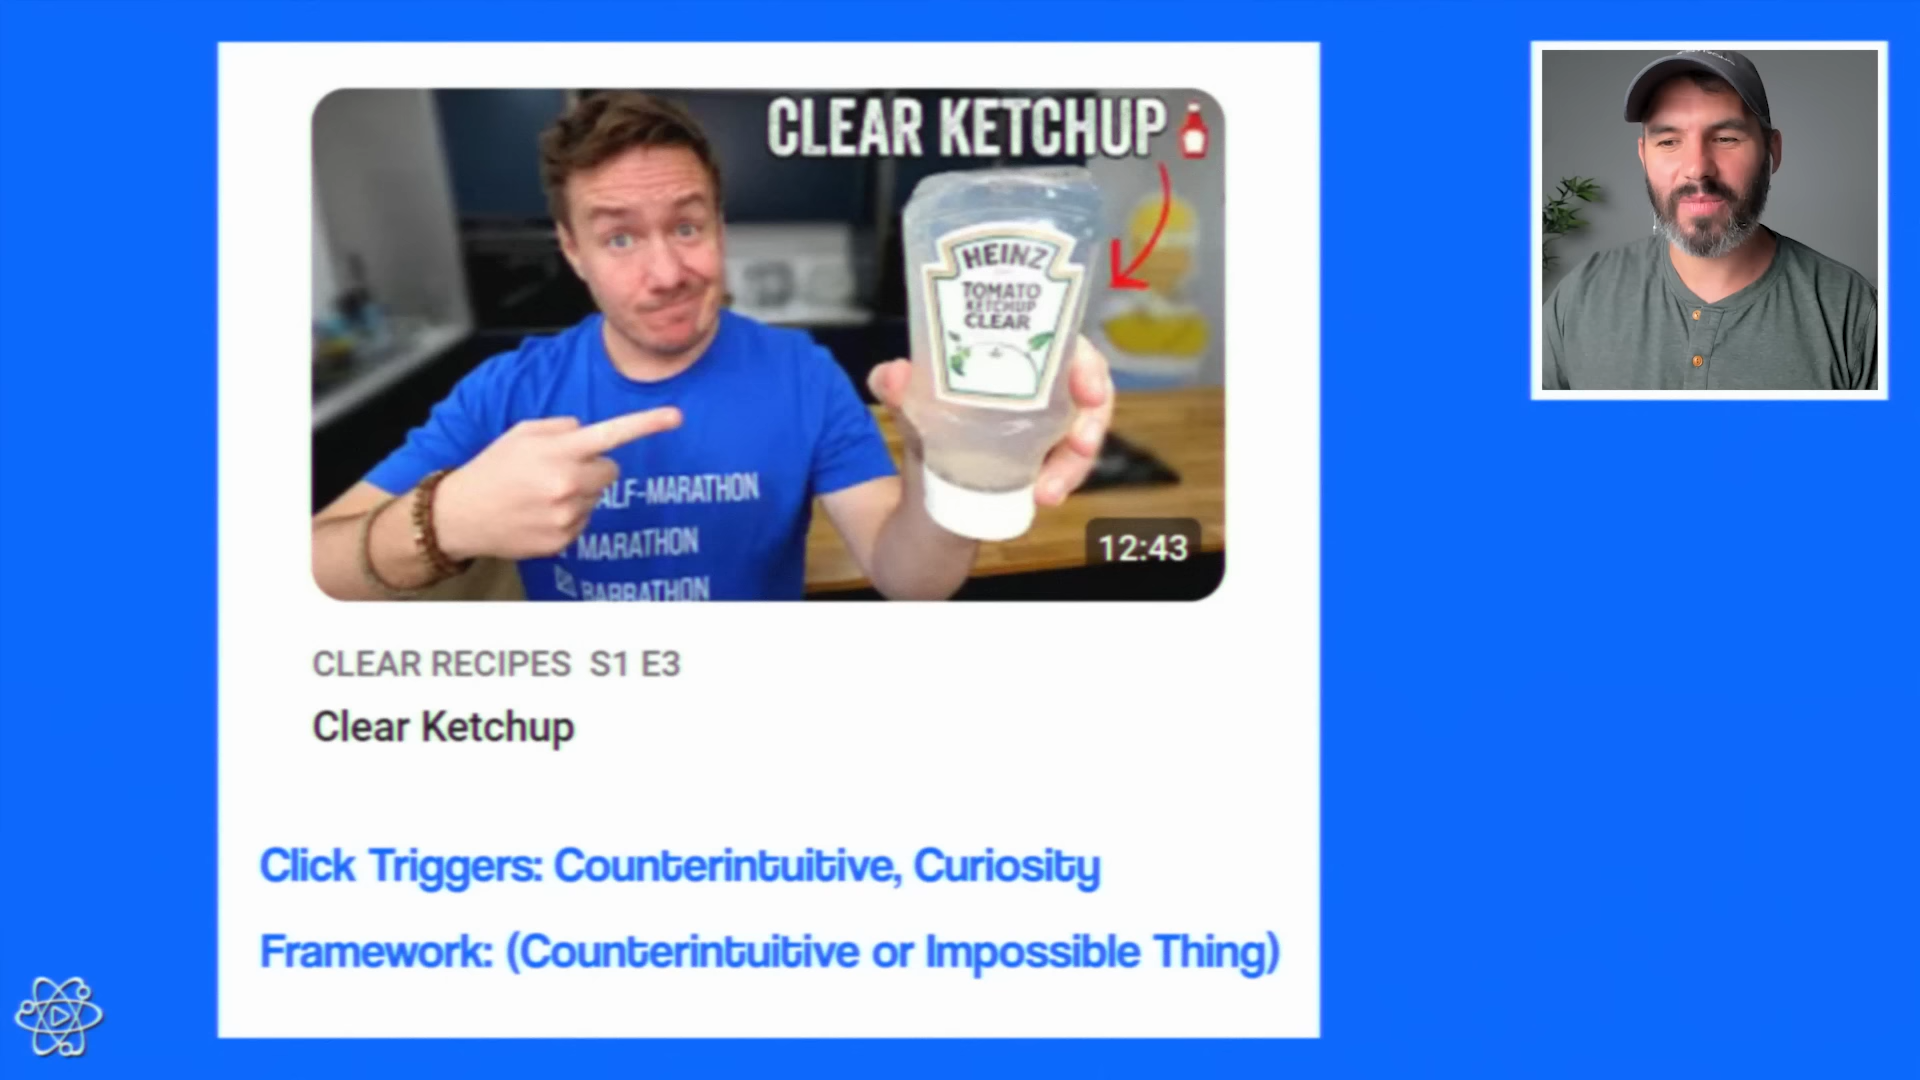 CLEAR KETCHUP
HEINZ
TOMATO
KETCHUP
CLEAR
ALF-MARATHON
MARATHON
BARRATHON
12:43
CLEAR RECIPES S1 E3
Clear Ketchup
Click Triggers: Counterintuitive, Curiosity
Framework: (Counterintuitive or Impossible Thing)